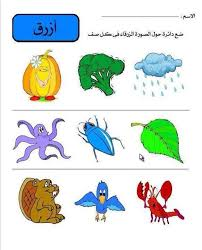 الاسم :
أزرق
ضع دائرة حول الصورة الزرقاء فى كل صف